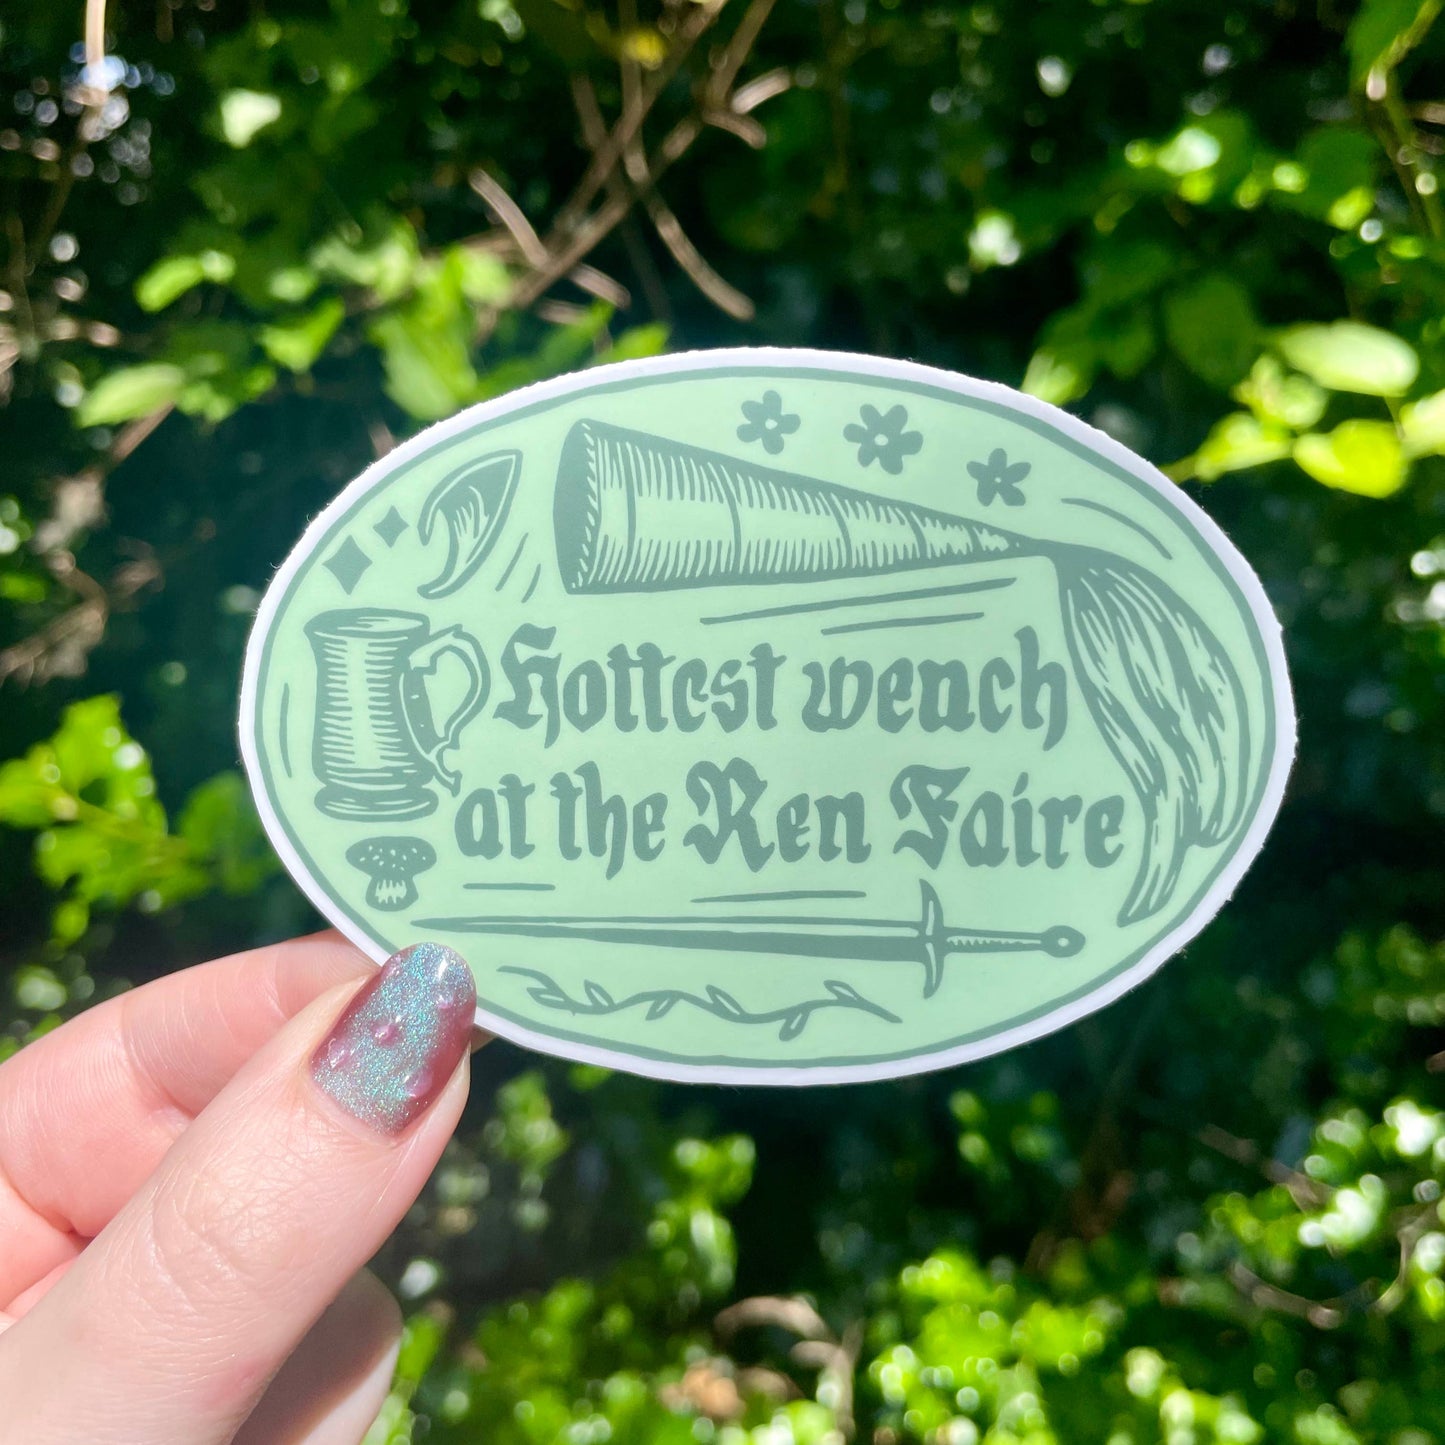 Hottest wench
at the Ren Faire